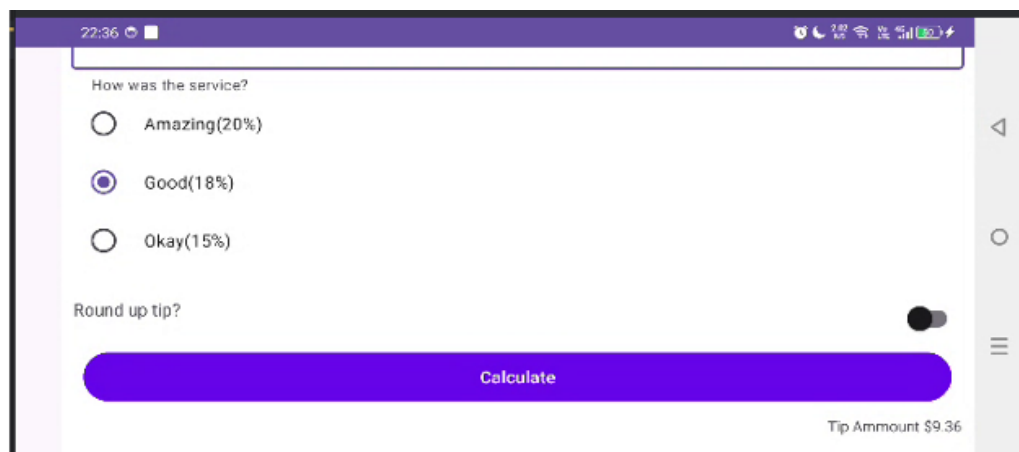 22:36
How was the service?
Amazing(20%)
Good(18%)
Okay(15%)
Round up tip?
Calculate
Tip Ammount $9.36